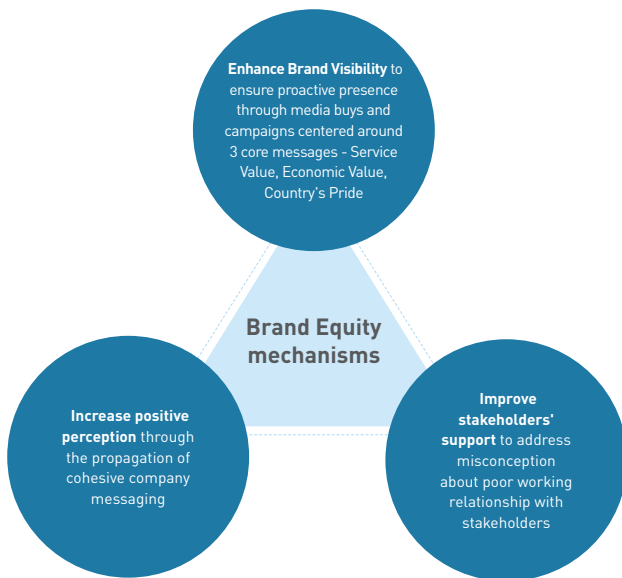 Enhance Brand Visibility to
ensure proactive presence
through media buys and
campaigns centered around
3 core messages - Service
Value, Economic Value,
Country's Pride
Brand Equity
mechanisms
Increase positive
perception through
the propagation of
cohesive company
messaging
Improve
stakeholders'
support to address
misconception
about poor working
relationship with
stakeholders